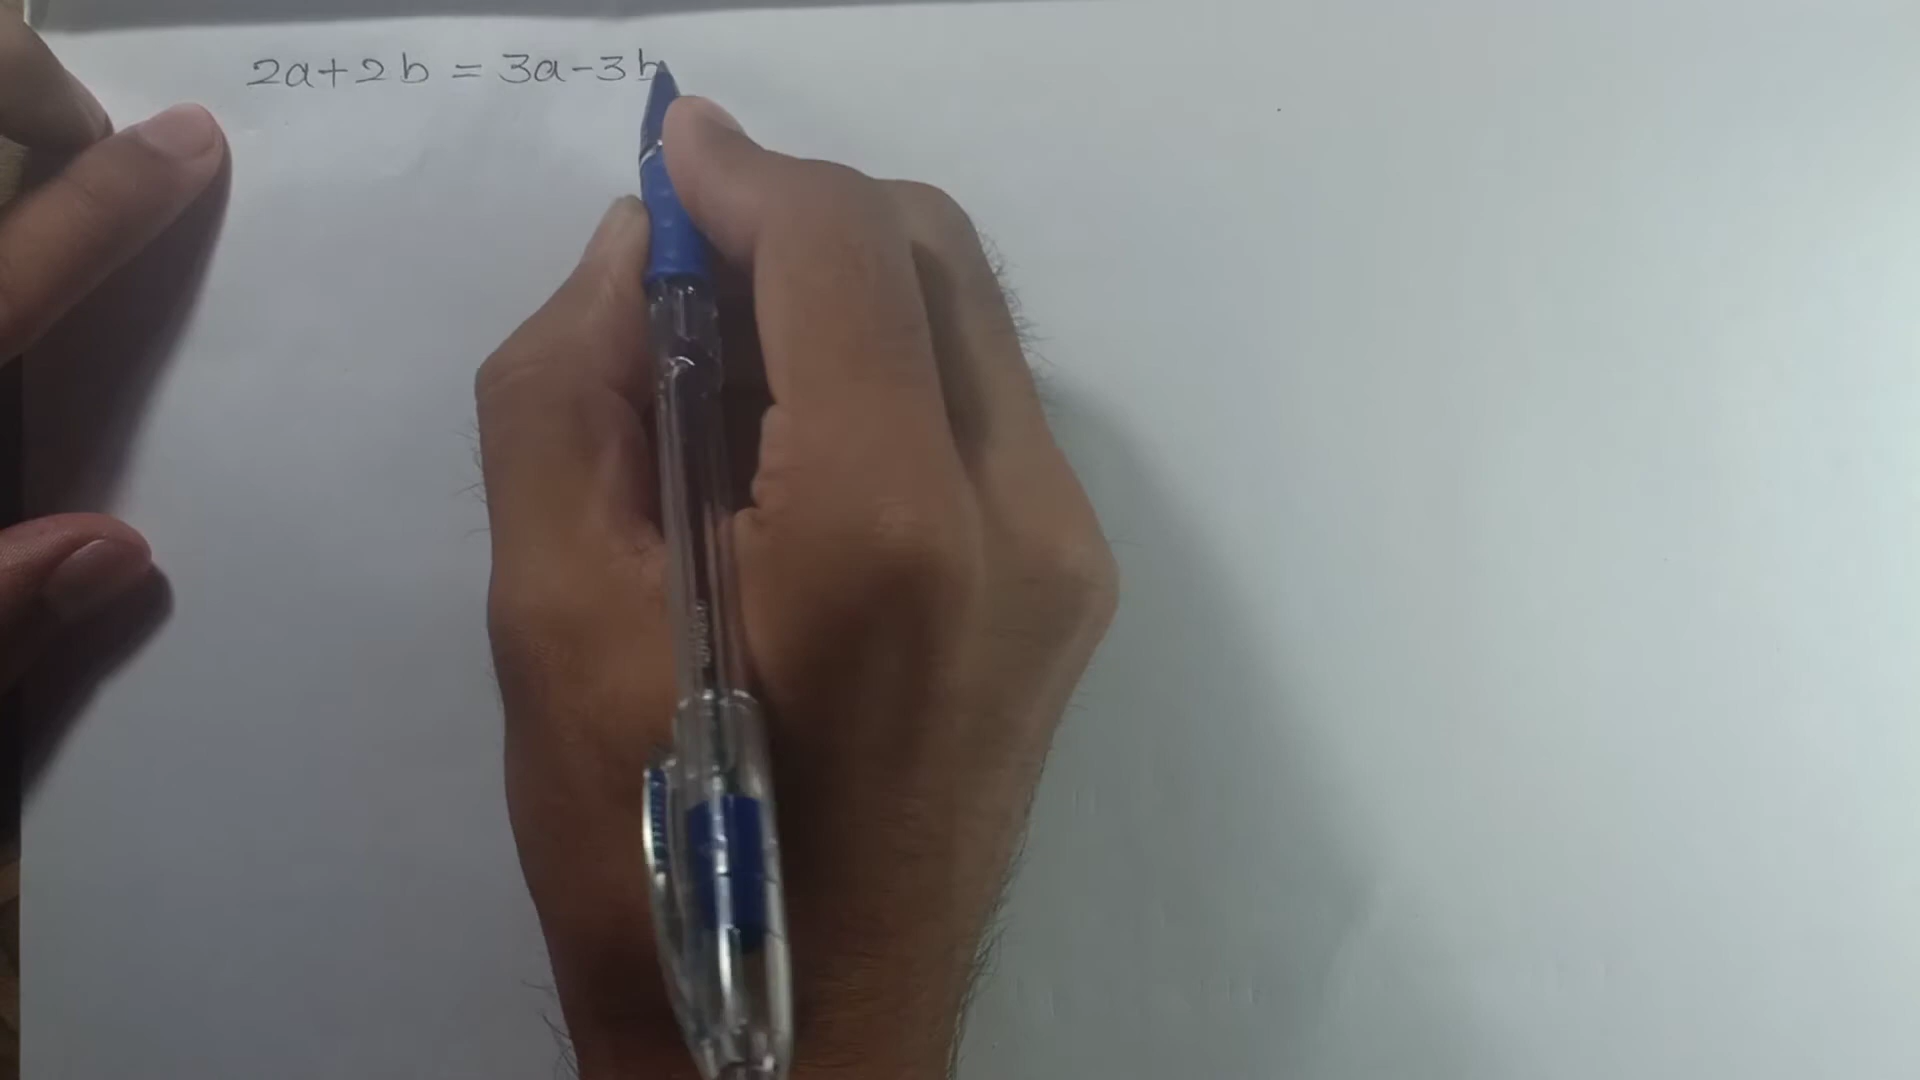 2a+2b = 3a-3b